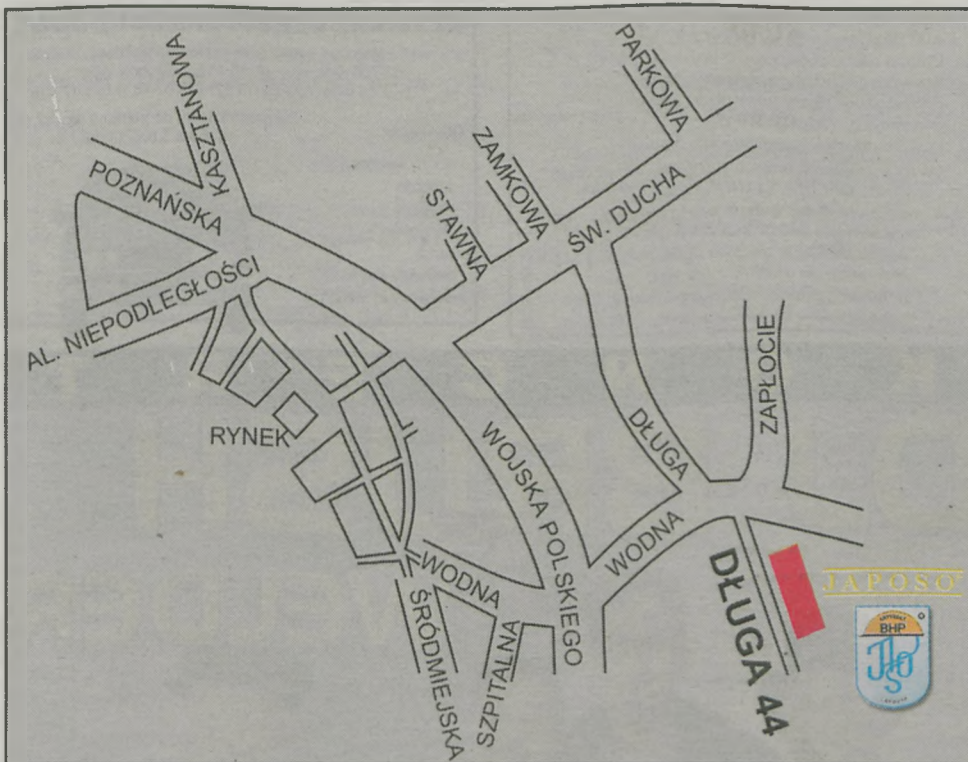 KASZTANOWA
PARKOWA
POZNAŃSKA
ZAMKOWA
STAWNA
ŚW. DUCHA
AL. NIEPODLEGŁOŚCI
ZAPŁOCIE
RYNEK
DŁUGA
WOJSKA POLSKIEGO
WODNA
WODNA
DŁUGA 44
JAPOSO
BHP
ŚRÓDMIEJSKA
SZPITALNA